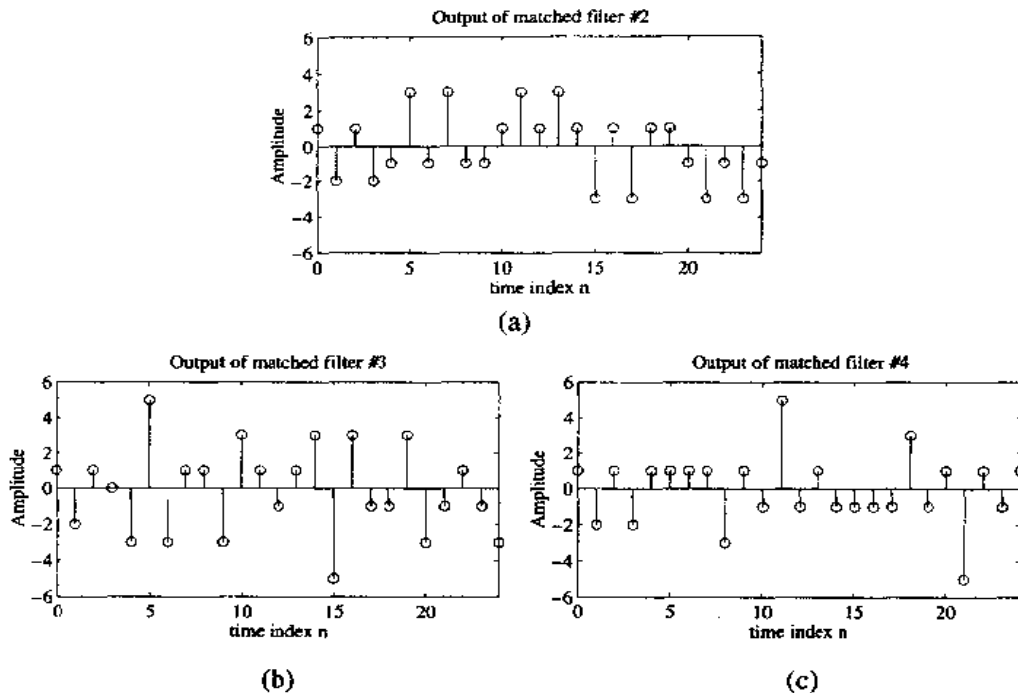 Output of matched filter #2
6
4
2
0
−2
−4
−6
Amplitude
0 5 10 15 20
time index n
(a)
Output of matched filter #3
6
4
2
0
−2
−4
−6
Amplitude
0 5 10 15 20
time index n
(b)
Output of matched filter #4
6
4
2
0
−2
−4
−6
Amplitude
0 5 10 15 20
time index n
(c)